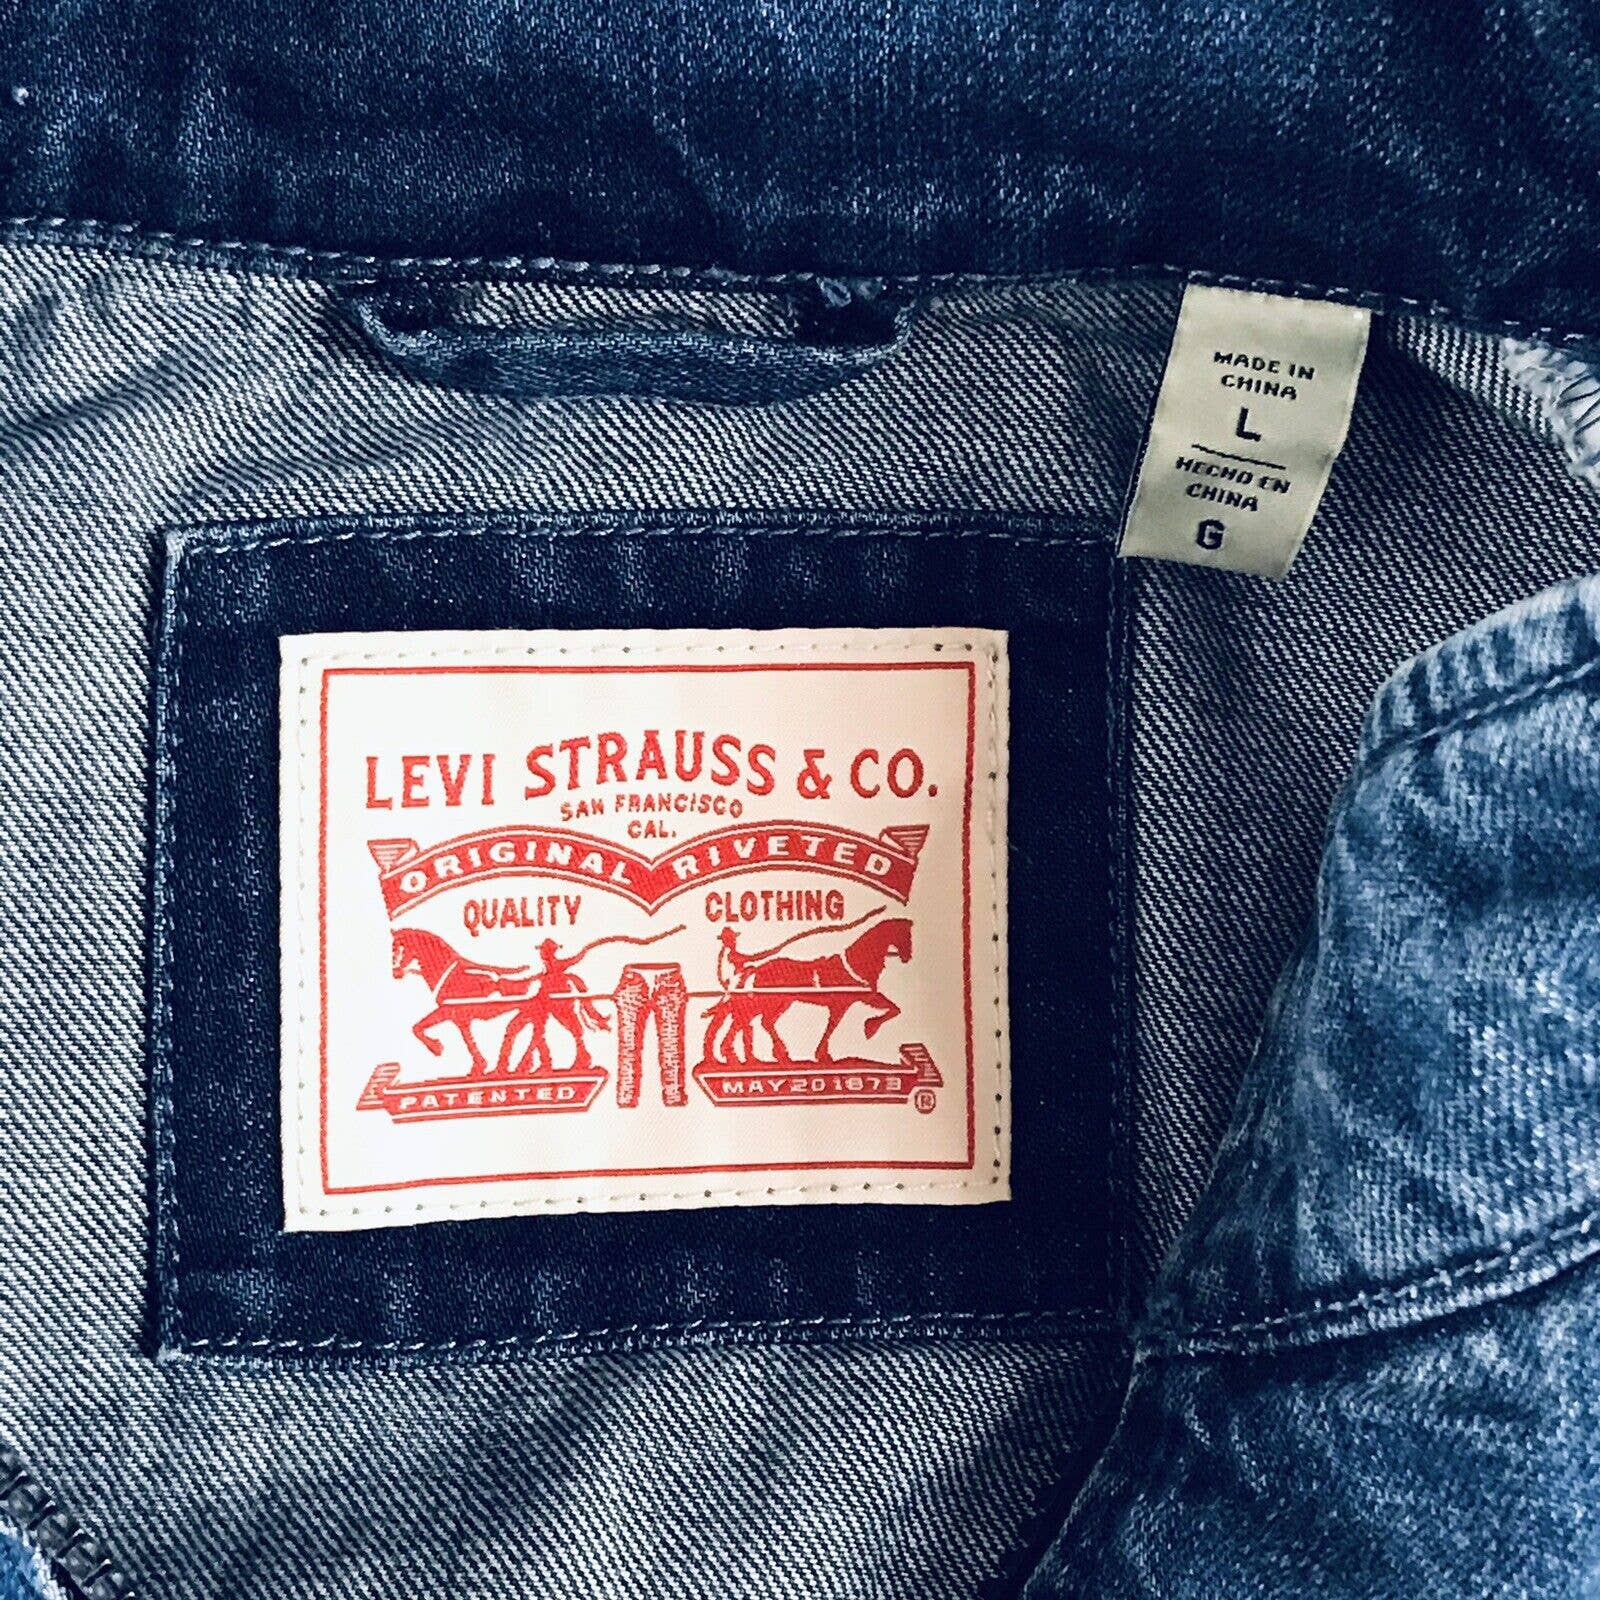 MADE IN
CHINA
L
HECHO EN
CHINA
G
LEVI STRAUSS & CO.
SAN FRANCISCO
CAL.
ORIGINAL RIVETED
QUALITY CLOTHING
PATENTED MAY 20 1873
®